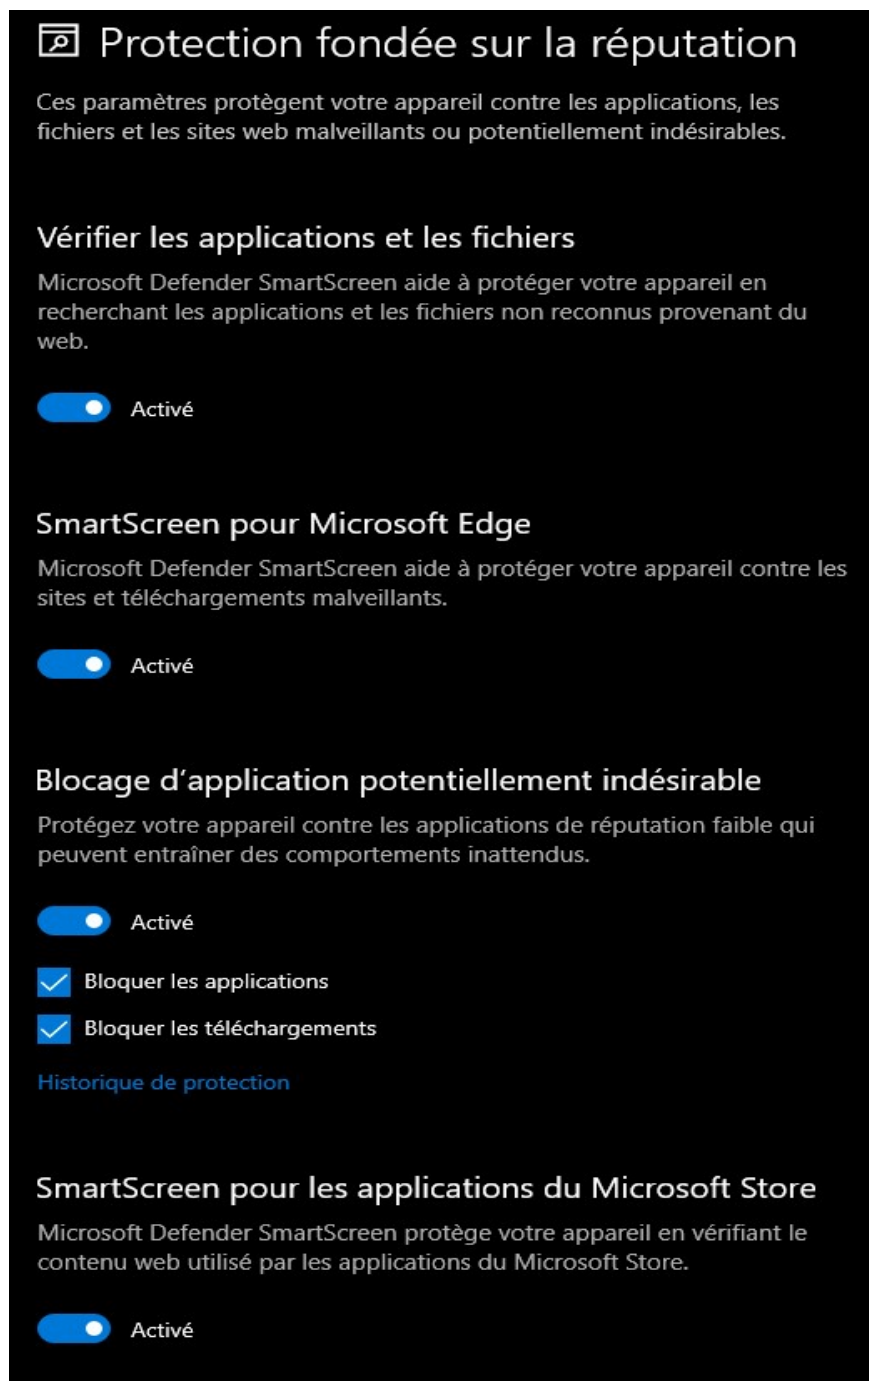 Protection fondée sur la réputation
Ces paramètres protègent votre appareil contre les applications, les
fichiers et les sites web malveillants ou potentiellement indésirables.
Vérifier les applications et les fichiers
Microsoft Defender SmartScreen aide à protéger votre appareil en
recherchant les applications et les fichiers non reconnus provenant du
web.
Activé
SmartScreen pour Microsoft Edge
Microsoft Defender SmartScreen aide à protéger votre appareil contre les
sites et téléchargements malveillants.
Activé
Blocage d’application potentiellement indésirable
Protégez votre appareil contre les applications de réputation faible qui
peuvent entraîner des comportements inattendus.
Activé
Bloquer les applications
Bloquer les téléchargements
Historique de protection
SmartScreen pour les applications du Microsoft Store
Microsoft Defender SmartScreen protège votre appareil en vérifiant le
contenu web utilisé par les applications du Microsoft Store.
Activé